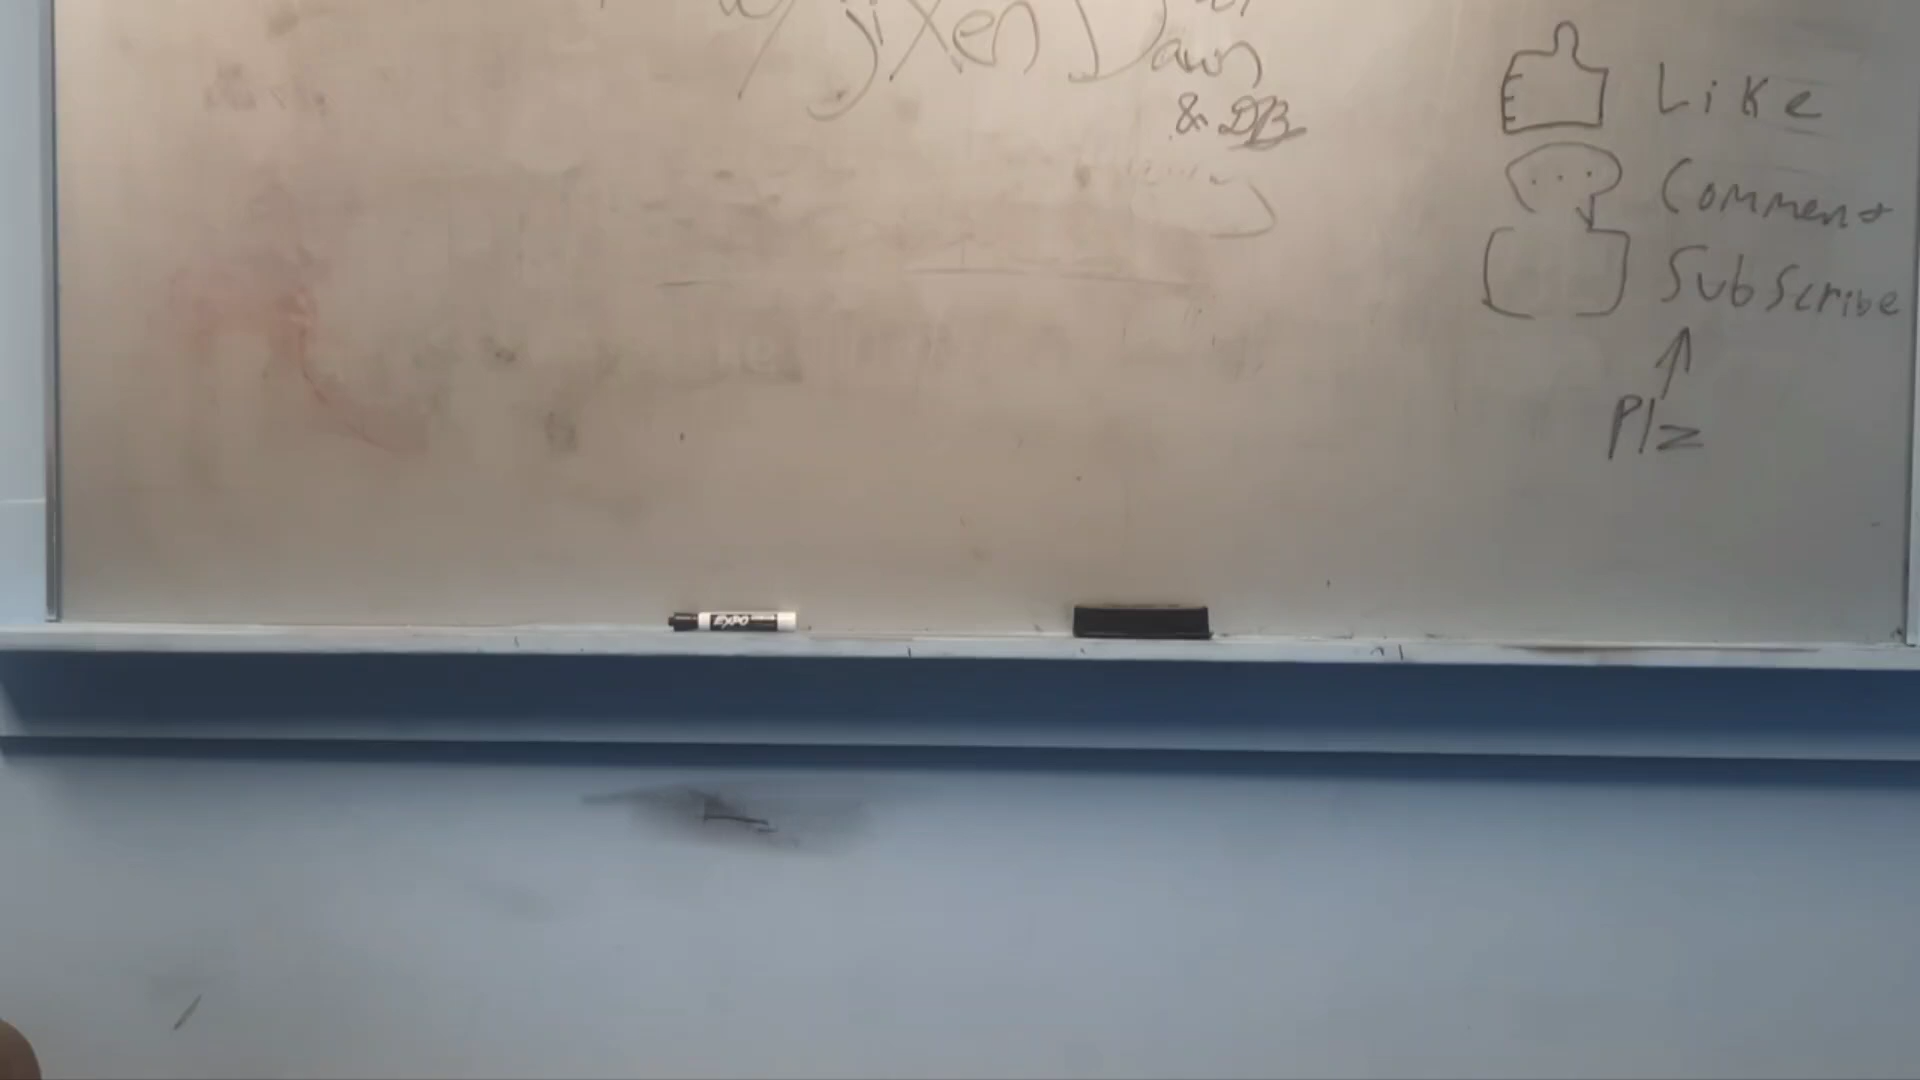 w/ jiXen Dawn
& DB
Like
Comment
Subscribe
Plz
EXPO